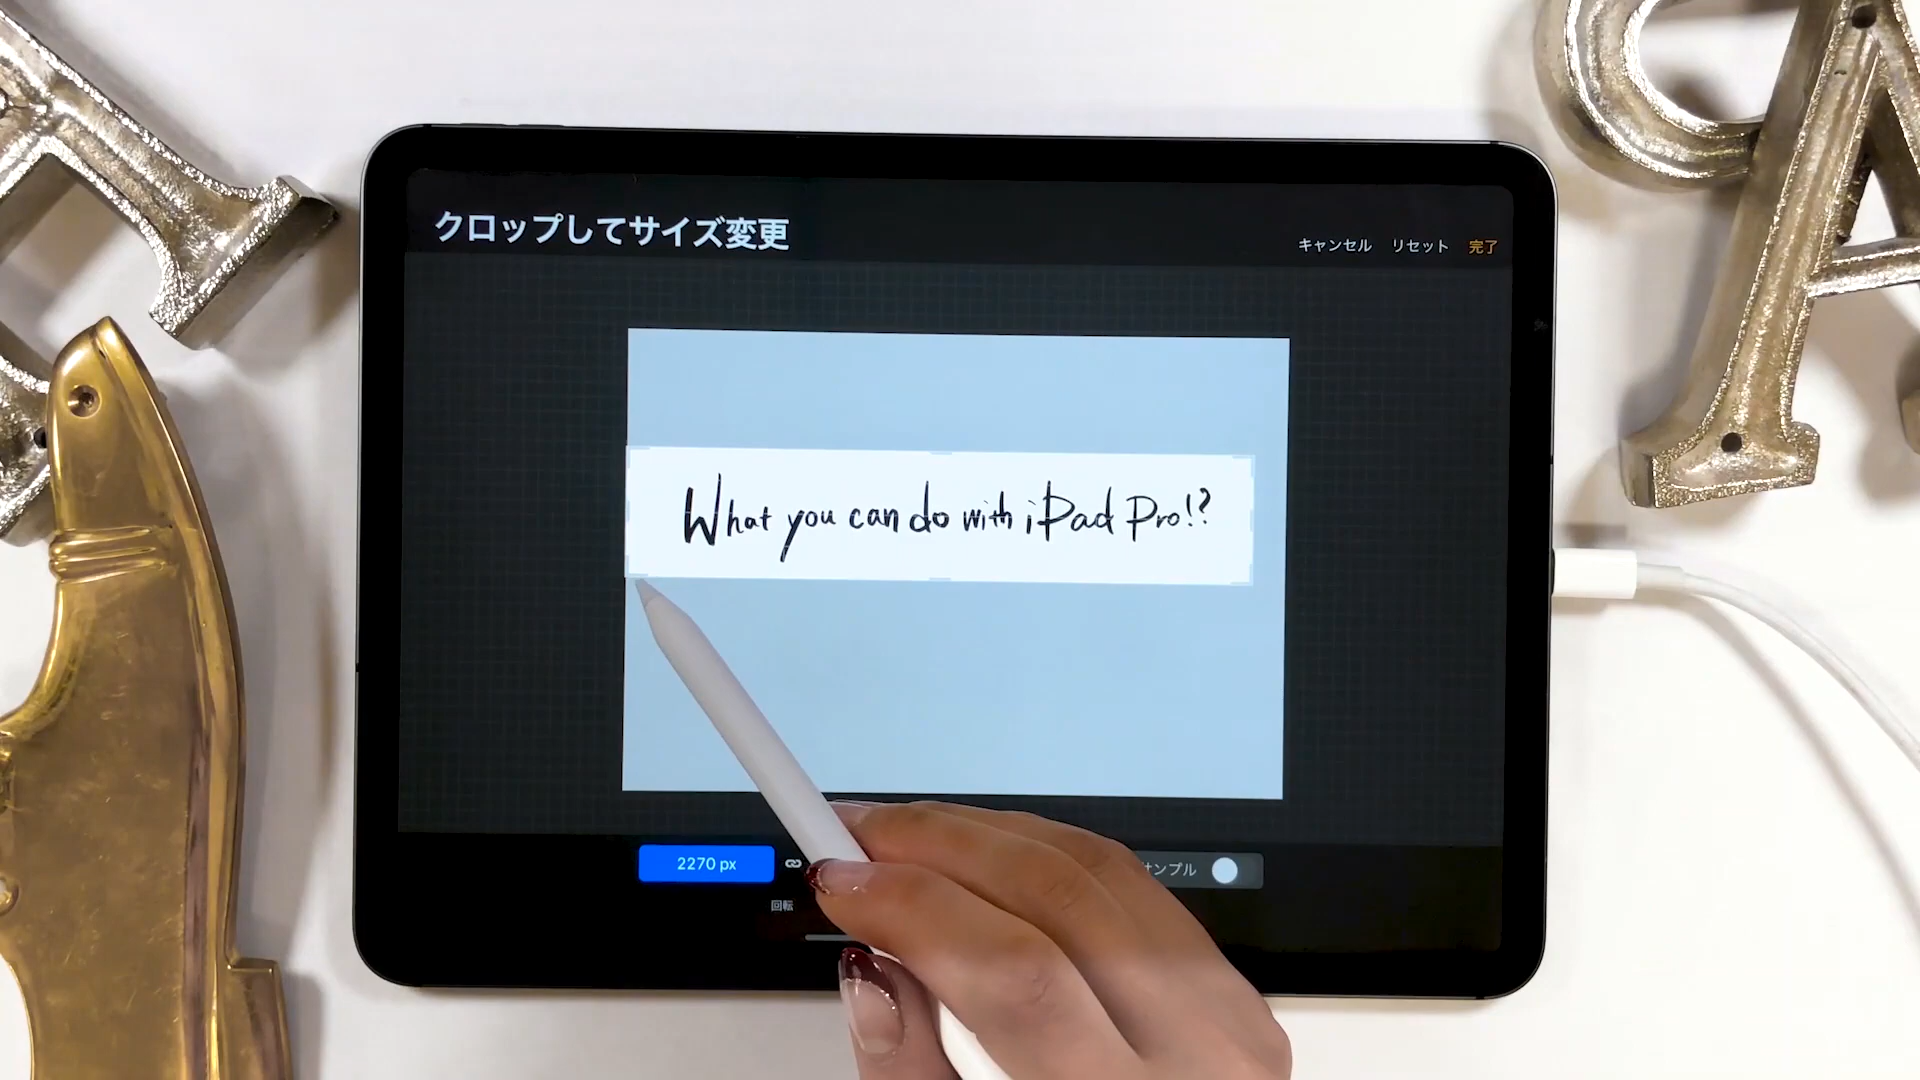 クロップしてサイズ変更
キャンセル リセット 完了
What you can do with iPad Pro!?
2270 px
ンプル
回転